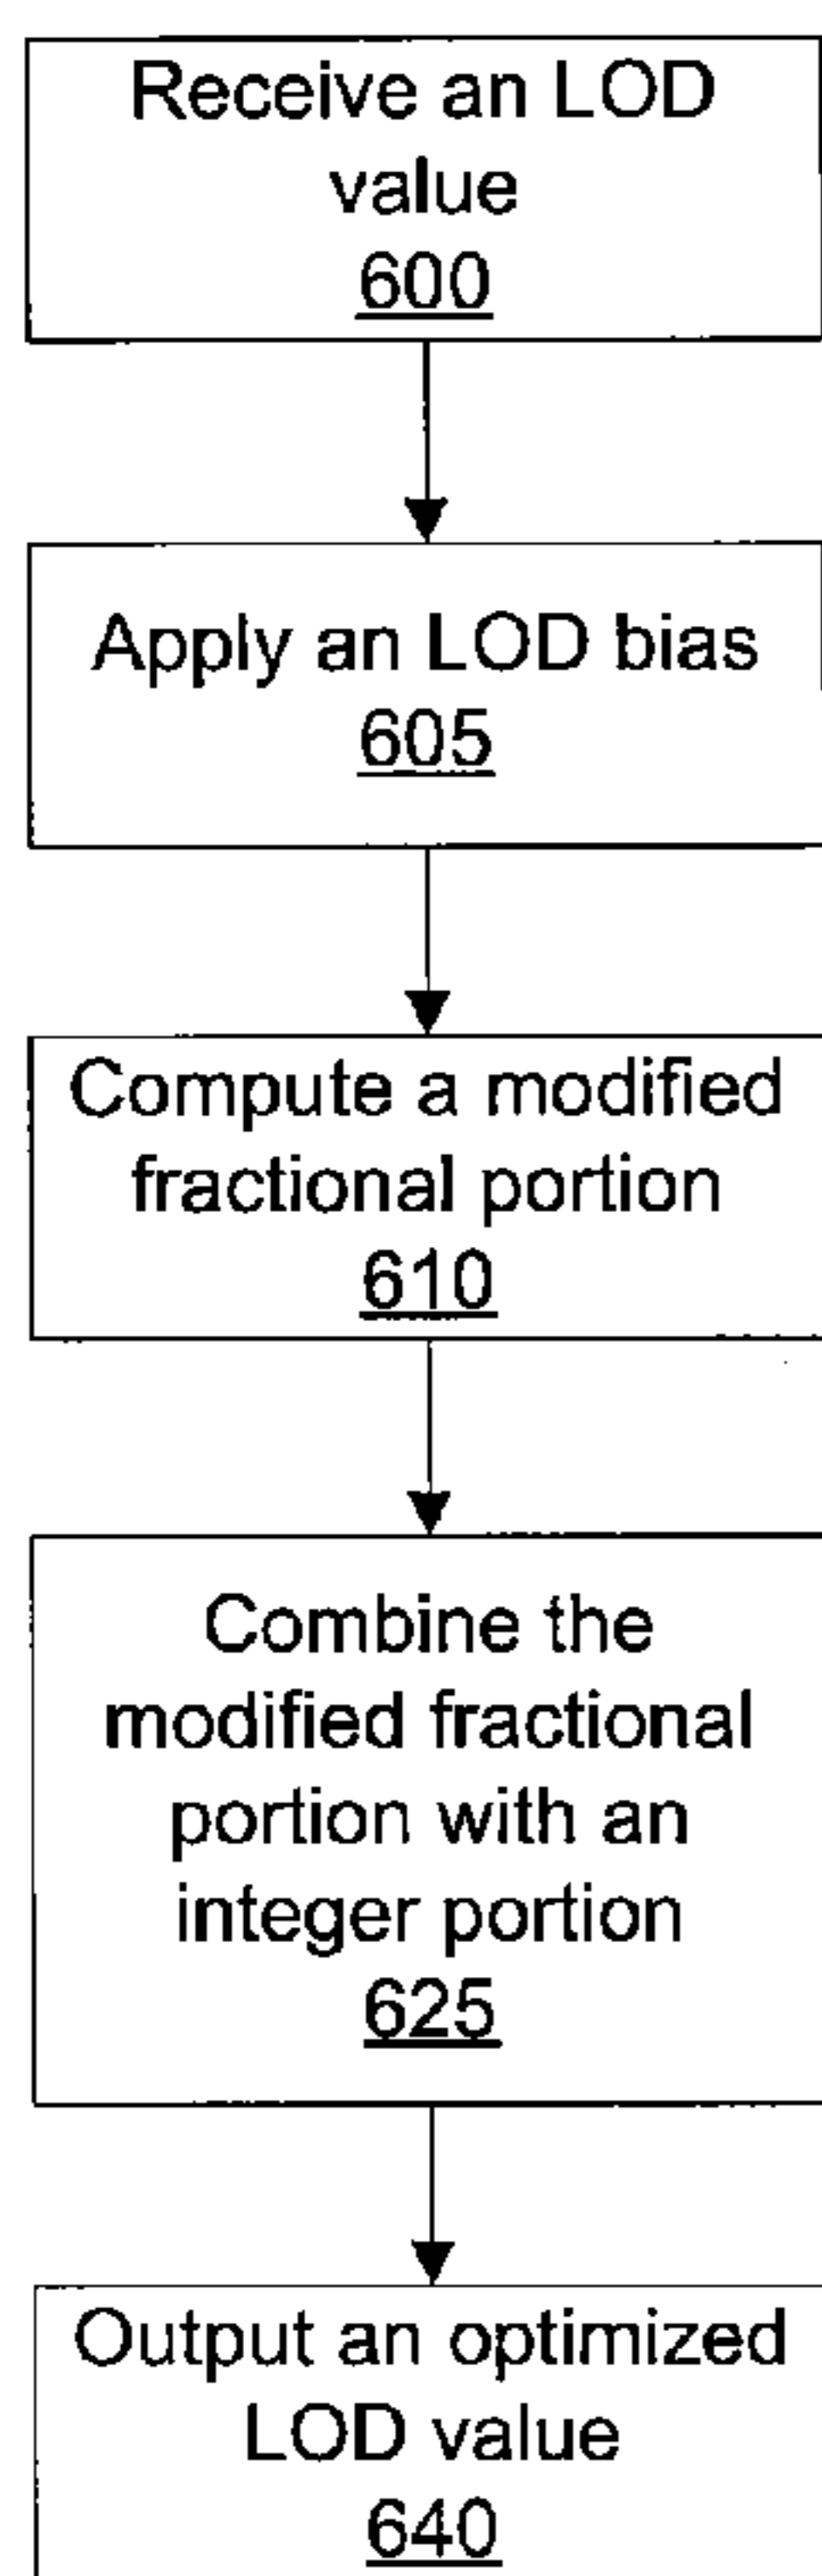 Receive an LOD
value
600
Apply an LOD bias
605
Compute a modified
fractional portion
610
Combine the
modified fractional
portion with an
integer portion
625
Output an optimized
LOD value
640